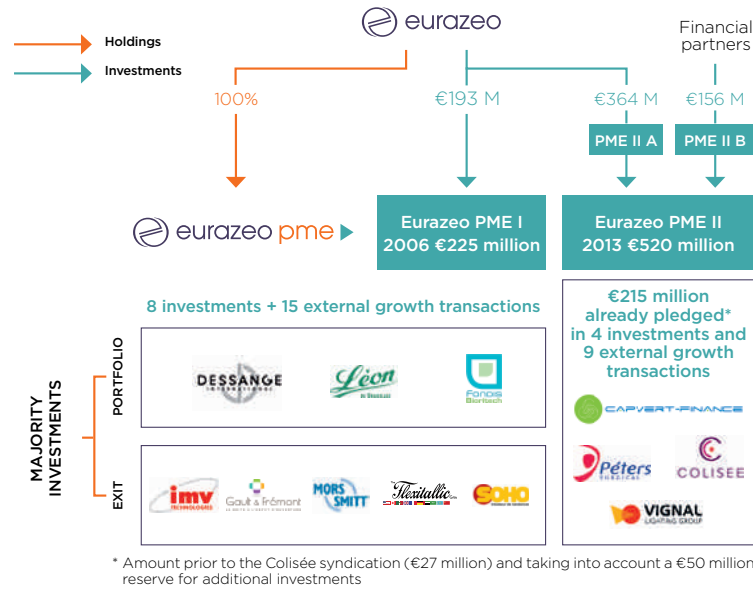 eurazeo
Financial
partners
Holdings
Investments
100%
€193 M
€364 M
€156 M
PME II A
PME II B
eurazeo pme
Eurazeo PME I
2006 €225 million
Eurazeo PME II
2013 €520 million
8 investments + 15 external growth transactions
€215 million
already pledged*
in 4 investments and
9 external growth
transactions
MAJORITY
INVESTMENTS
PORTFOLIO
DESSANGE
INTERNATIONAL
Léon
DE BRUXELLES
Fondis
Bioritech
CAPVERT-FINANCE
Péters
SURGICAL
COLISEE
VIGNAL
LIGHTING GROUP
EXIT
imv
TECHNOLOGIES
Gault & Frémont
MORS
SMITT
Flexitallic
SOHO
* Amount prior to the Colisée syndication (€27 million) and taking into account a €50 million
reserve for additional investments